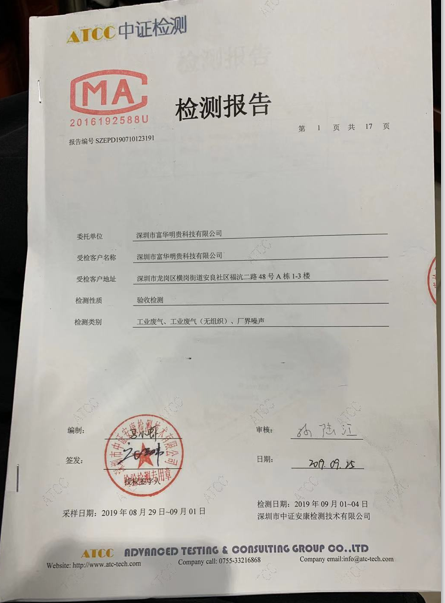 ATCC 中证检测
MA
2016192588U
检测报告
报告编号 SZEPD190710123191
第 1 页 共 17 页
委托单位 深圳市富华明贵科技有限公司
受检客户名称 深圳市富华明贵科技有限公司
受检客户地址 深圳市龙岗区横岗街道安良社区福沆二路 48 号 A 栋 1-3 楼
检测性质 验收检测
检测类别 工业废气、工业废气（无组织）、厂界噪声
编制：
审核：
签发：
日期： 2019.09.25
采样日期：2019 年 08 月 29 日-09 月 01 日
检测日期：2019 年 09 月 01-04 日
深圳市中证安康检测技术有限公司
ATCC ADVANCED TESTING & CONSULTING GROUP CO.,LTD
Website: http://www.atc-tech.com Company call: 0755-33216868 Company email:info@atc-tech.com